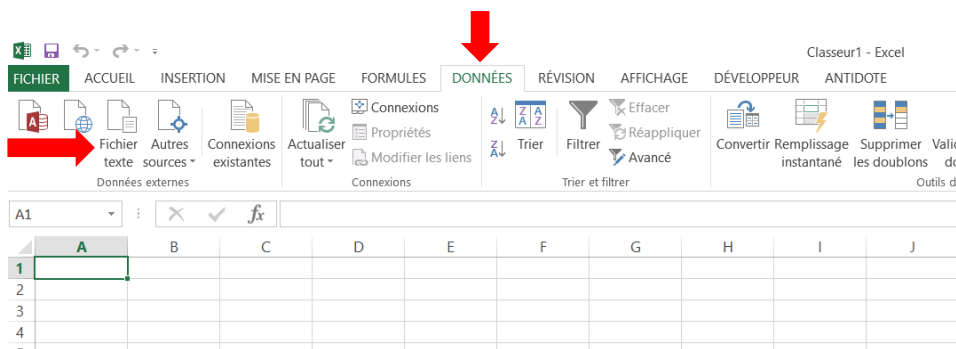 Classeur1 - Excel
FICHIER ACCUEIL INSERTION MISE EN PAGE FORMULES DONNÉES RÉVISION AFFICHAGE DÉVELOPPEUR ANTIDOTE
Fichier texte
Autres sources
Connexions existantes
Données externes
Actualiser tout
Connexions
Propriétés
Modifier les liens
Connexions
Trier
Filtrer
Effacer
Réappliquer
Avancé
Trier et filtrer
Convertir
Remplissage instantané
Supprimer les doublons
Vali
do
Outils d
A1
fx
A B C D E F G H I J
1
2
3
4